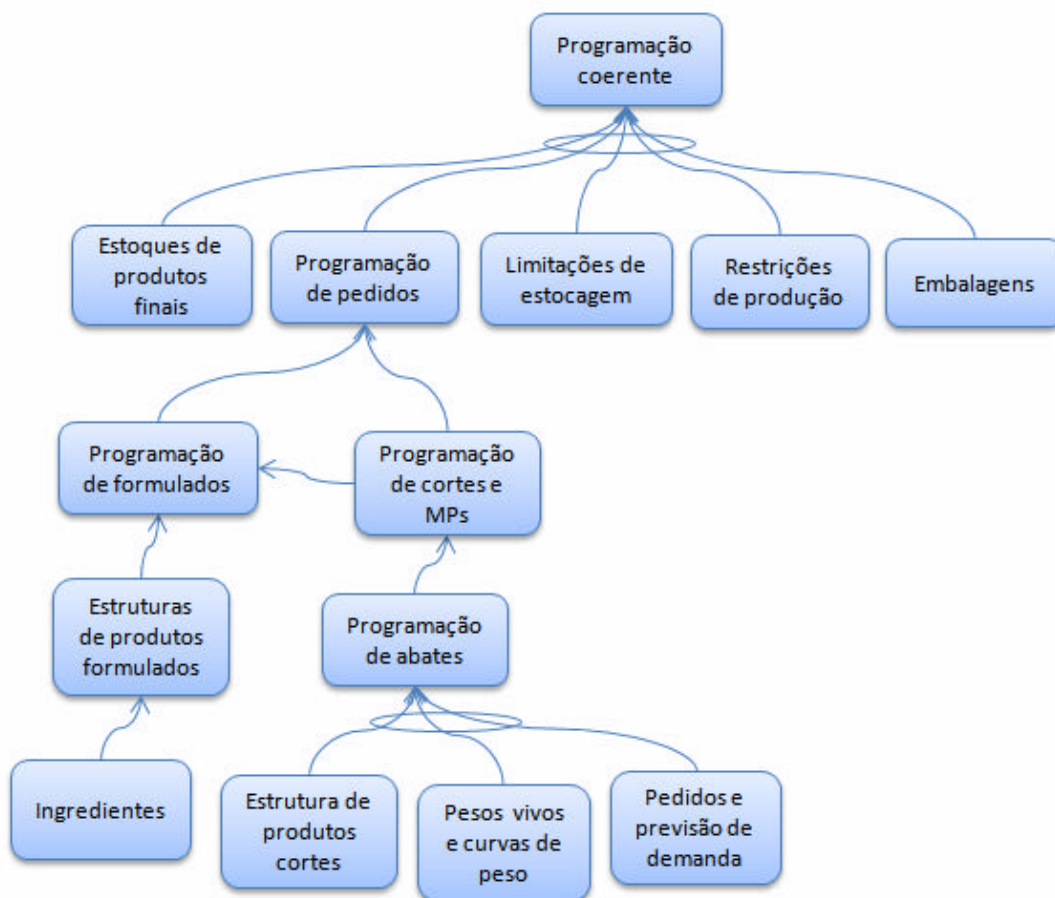 Programação
coerente
Estoques de
produtos
finais
Programação
de pedidos
Limitações de
estocagem
Restrições
de produção
Embalagens
Programação
de formulados
Programação
de cortes e
MPs
Estruturas
de produtos
formulados
Programação
de abates
Ingredientes
Estrutura de
produtos
cortes
Pesos vivos
e curvas de
peso
Pedidos e
previsão de
demanda